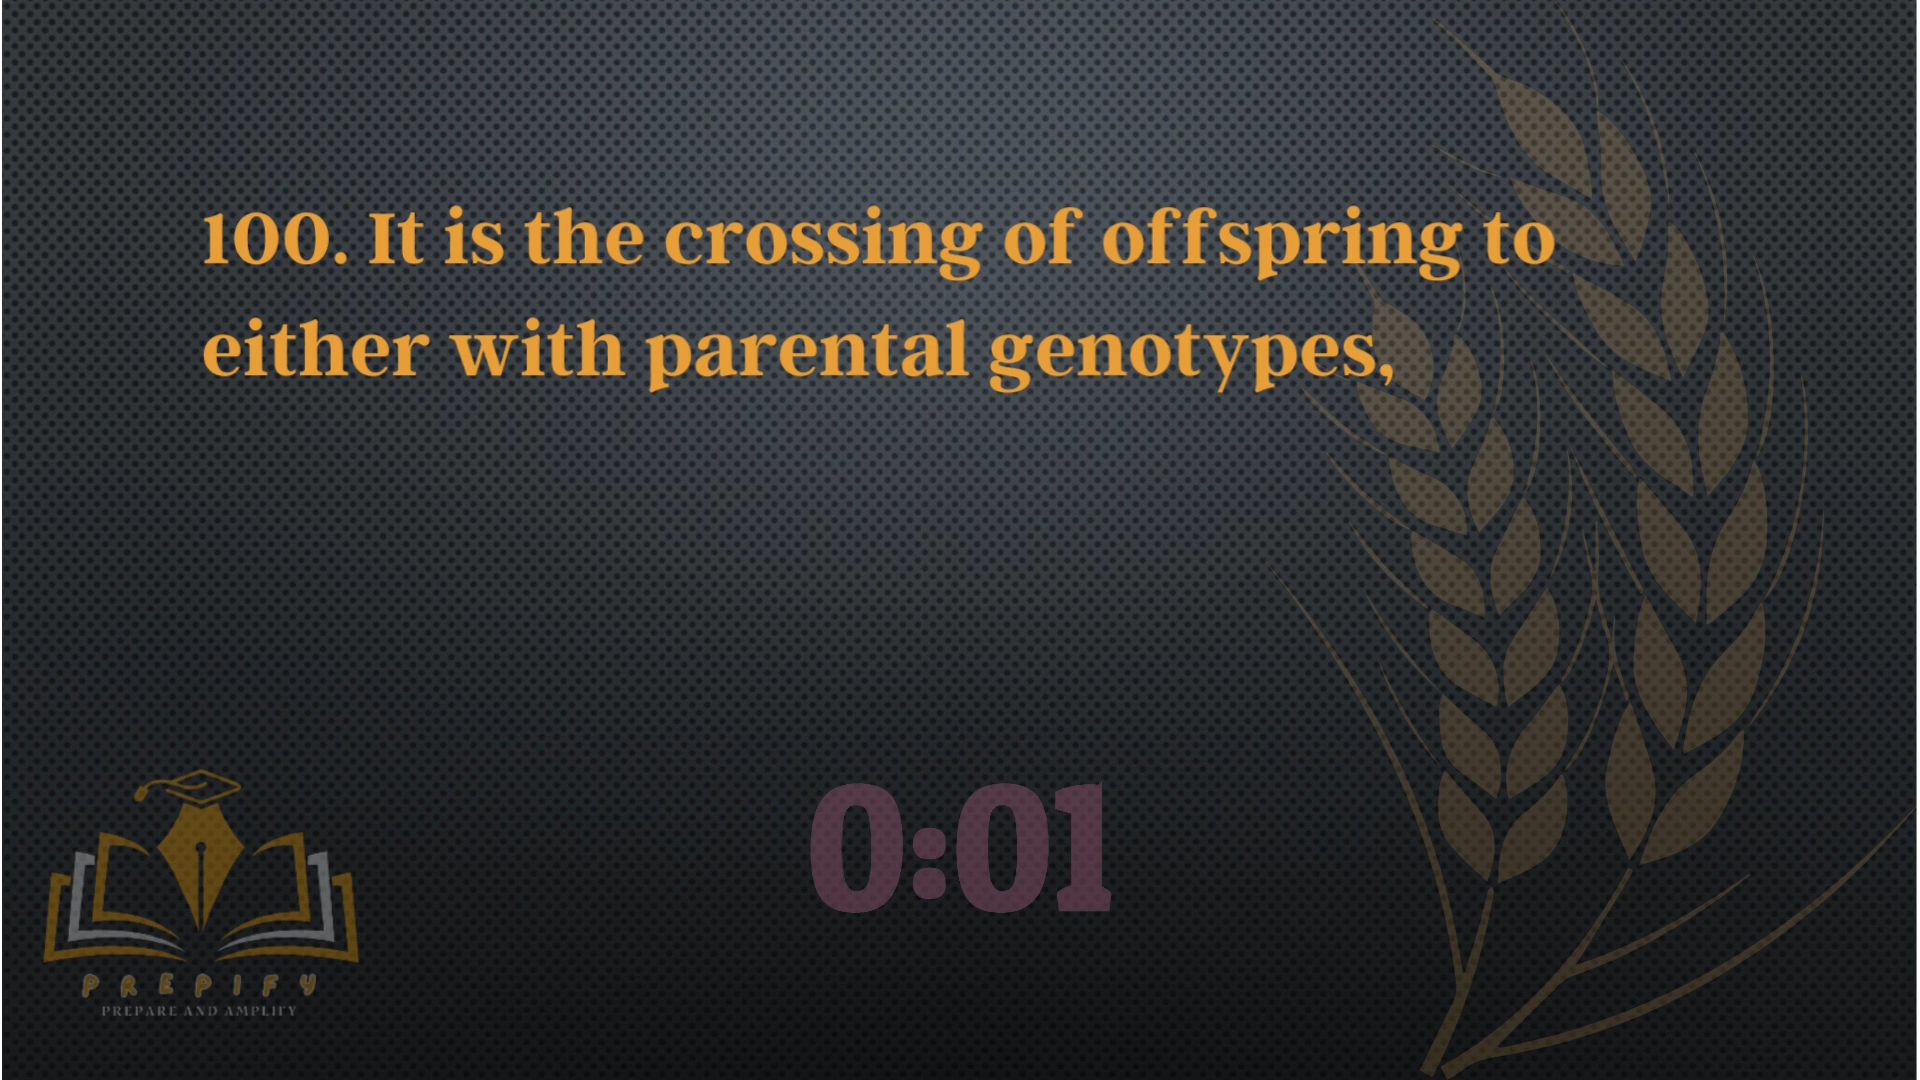 100. It is the crossing of offspring to
either with parental genotypes,
0:01
PREPIFY
PREPARE AND AMPLIFY